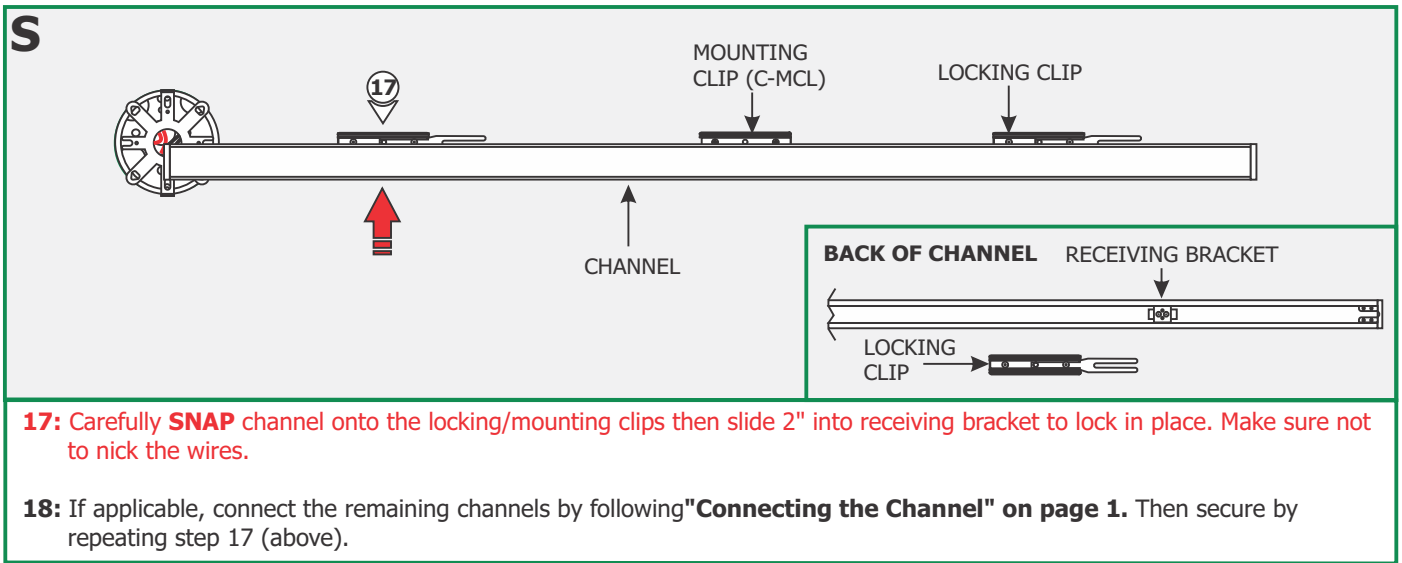 S
17
MOUNTING
CLIP (C-MCL)
LOCKING CLIP
CHANNEL
BACK OF CHANNEL
RECEIVING BRACKET
LOCKING
CLIP
17: Carefully SNAP channel onto the locking/mounting clips then slide 2" into receiving bracket to lock in place. Make sure not
to nick the wires.
18: If applicable, connect the remaining channels by following"Connecting the Channel" on page 1. Then secure by
repeating step 17 (above).